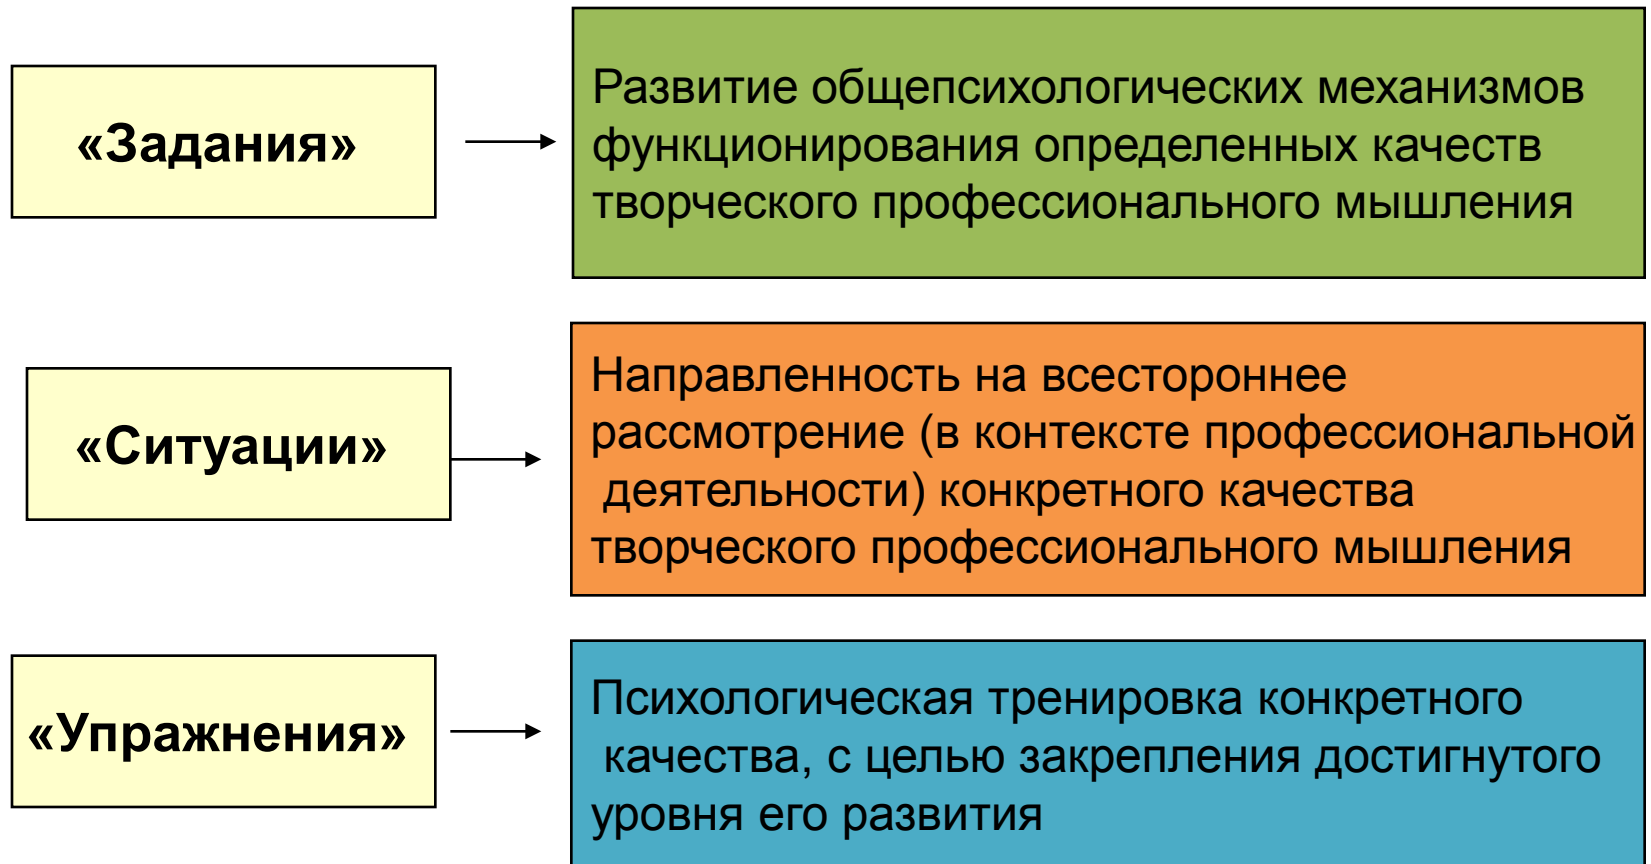 «Задания»
Развитие общепсихологических механизмов
функционирования определенных качеств
творческого профессионального мышления
«Ситуации»
Направленность на всестороннее
рассмотрение (в контексте профессиональной
деятельности) конкретного качества
творческого профессионального мышления
«Упражнения»
Психологическая тренировка конкретного
качества, с целью закрепления достигнутого
уровня его развития